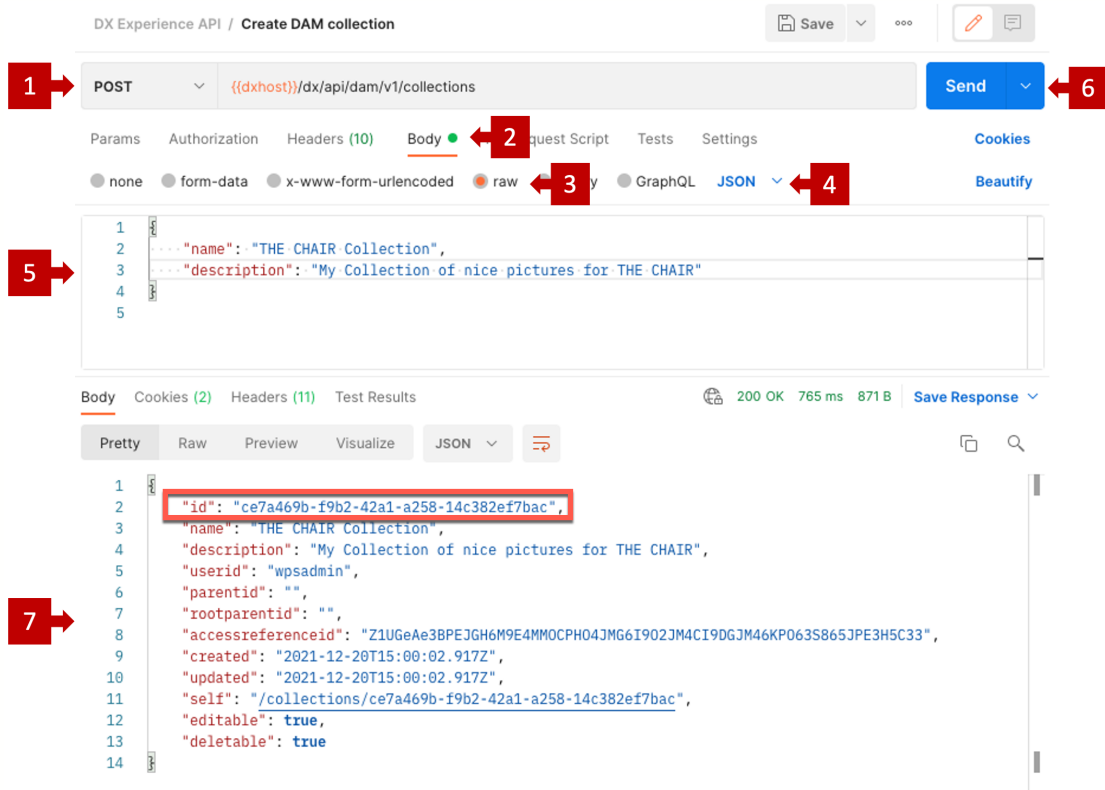 DX Experience API / Create DAM collection
Save
1
POST
{{dxhost}}/dx/api/dam/v1/collections
Send
6
Params Authorization Headers (10) Body 2 quest Script Tests Settings Cookies
none form-data x-www-form-urlencoded raw 3 y GraphQL JSON 4 Beautify
5
1 {
2 "name": "THE CHAIR Collection",
3 "description": "My Collection of nice pictures for THE CHAIR"
4 }
5
Body Cookies (2) Headers (11) Test Results 200 OK 765 ms 871 B Save Response
Pretty Raw Preview Visualize JSON
7
1 {
2 "id": "ce7a469b-f9b2-42a1-a258-14c382ef7bac",
3 "name": "THE CHAIR Collection",
4 "description": "My Collection of nice pictures for THE CHAIR",
5 "userid": "wpsadmin",
6 "parentid": "",
7 "rootparentid": "",
8 "accessreferenceid": "Z1UGeAe3BPEJGH6M9E4MMOCPHO4JMG6I9O2JM4CI9DGJM46KPO63S865JPE3H5C33",
9 "created": "2021-12-20T15:00:02.917Z",
10 "updated": "2021-12-20T15:00:02.917Z",
11 "self": "/collections/ce7a469b-f9b2-42a1-a258-14c382ef7bac",
12 "editable": true,
13 "deletable": true
14 }